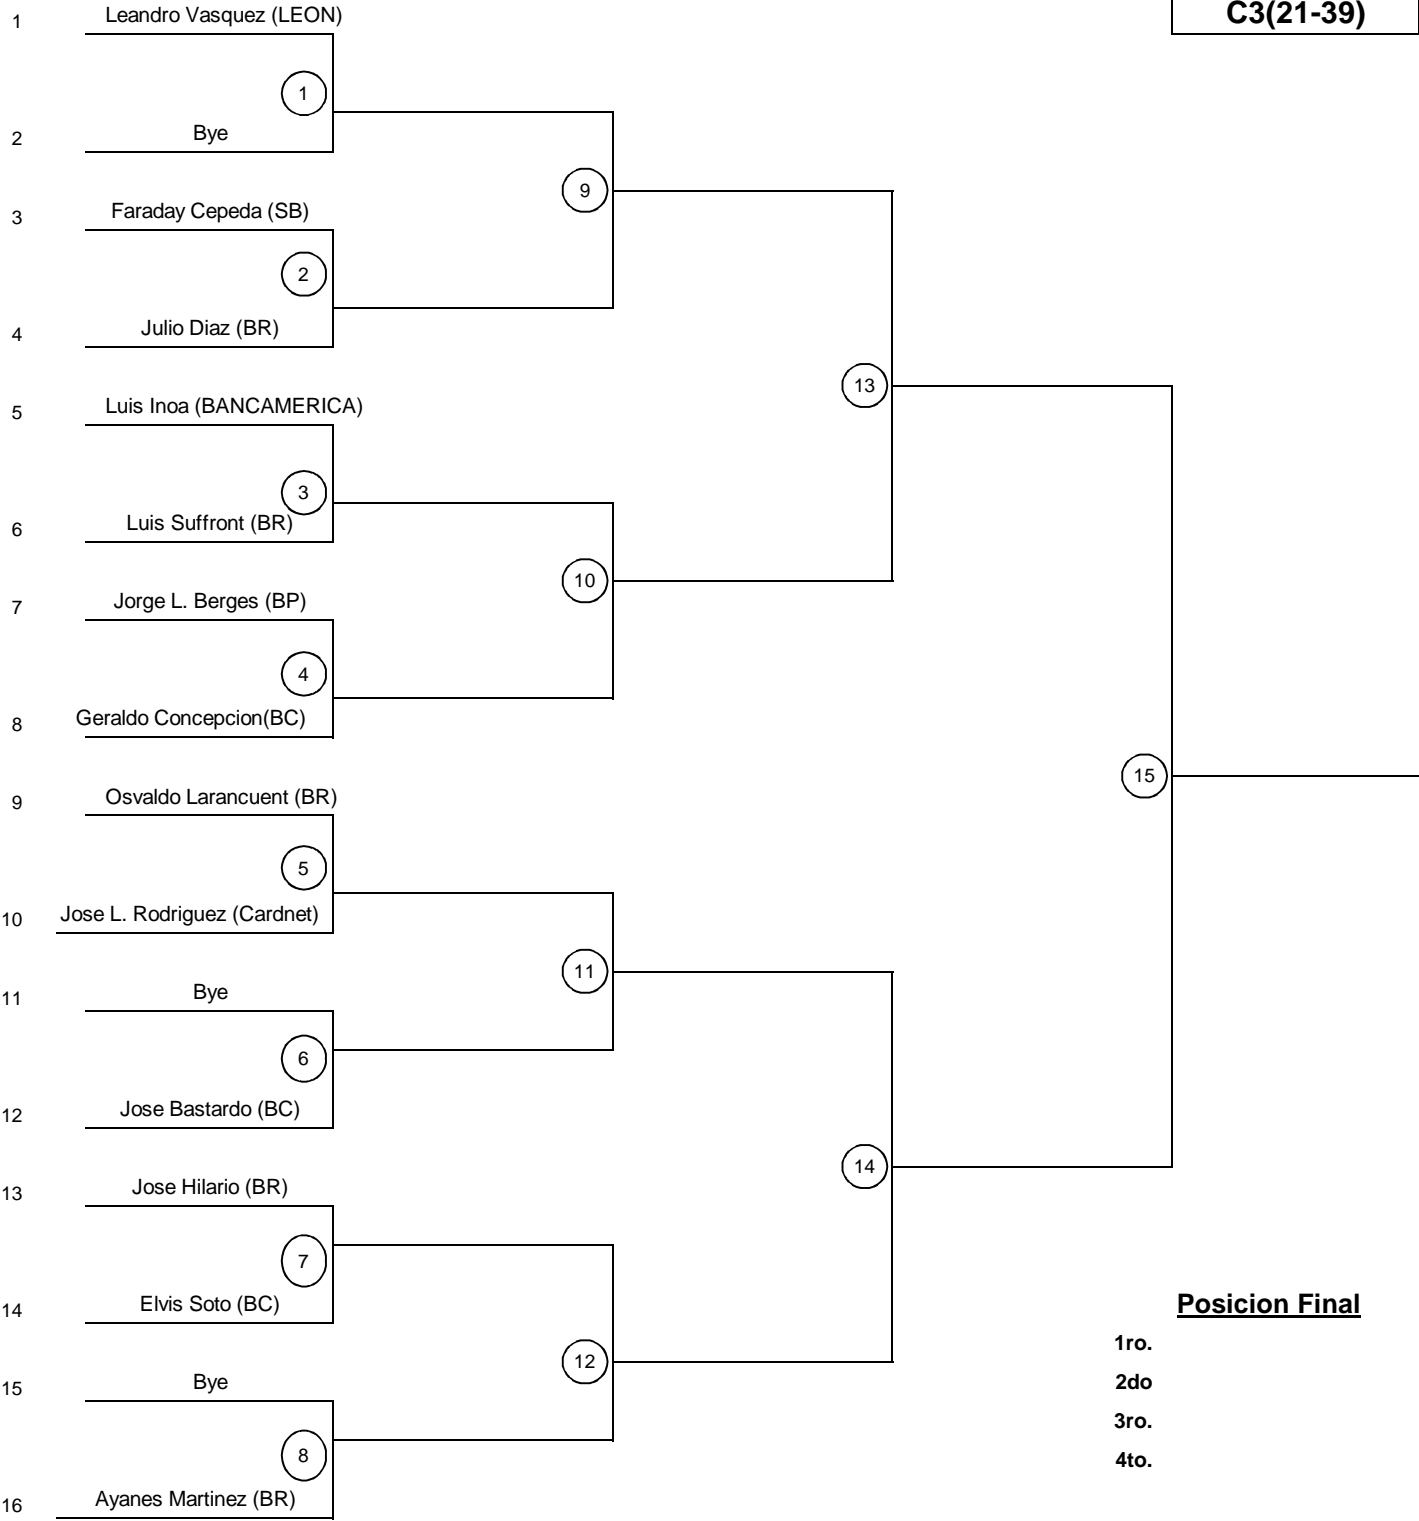 1 Leandro Vasquez (LEON)
C3(21-39)
1
2 Bye
9
3 Faraday Cepeda (SB)
2
4 Julio Diaz (BR)
13
5 Luis Inoa (BANCAMERICA)
3
6 Luis Suffront (BR)
10
7 Jorge L. Berges (BP)
4
8 Geraldo Concepcion(BC)
15
9 Osvaldo Larancuent (BR)
5
10 Jose L. Rodriguez (Cardnet)
11
11 Bye
6
12 Jose Bastardo (BC)
14
13 Jose Hilario (BR)
7
14 Elvis Soto (BC)
Posicion Final
1ro.
12
15 Bye
2do
3ro.
8
4to.
16 Ayanes Martinez (BR)